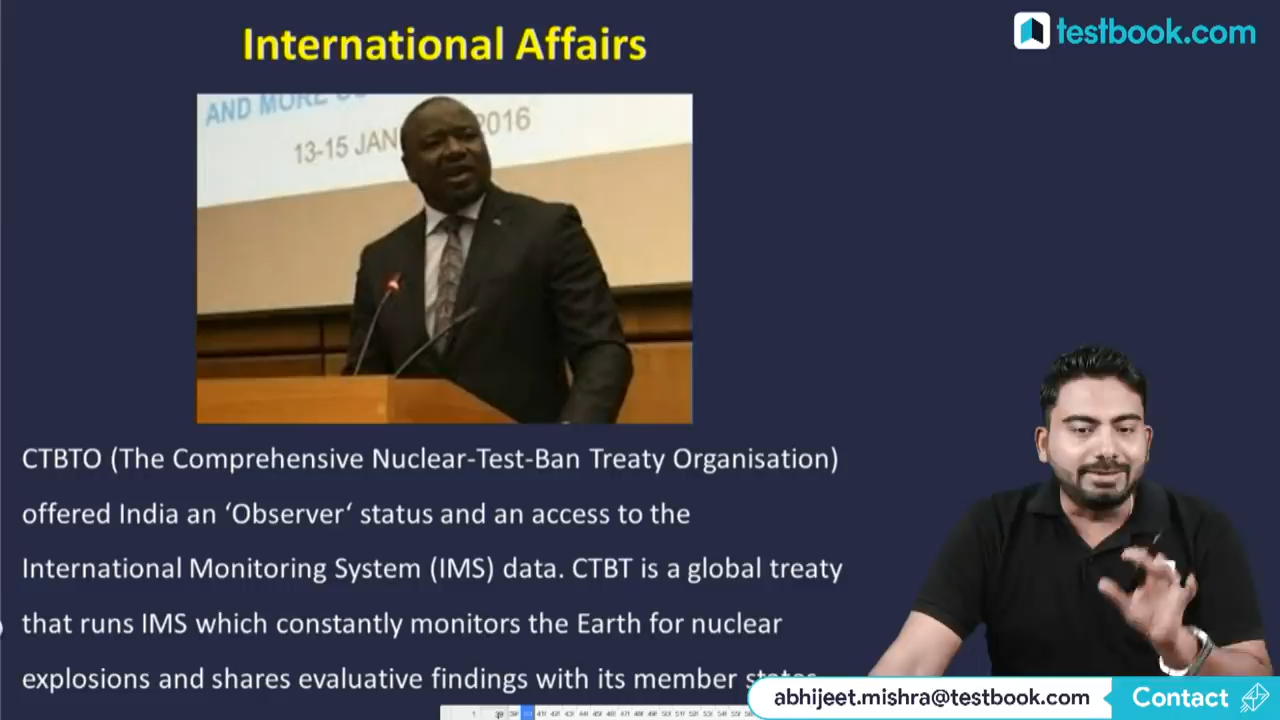 International Affairs
testbook.com
AND MORE
13-15 JAN 2016
CTBTO (The Comprehensive Nuclear-Test-Ban Treaty Organisation)
offered India an ‘Observer‘ status and an access to the
International Monitoring System (IMS) data. CTBT is a global treaty
that runs IMS which constantly monitors the Earth for nuclear
explosions and shares evaluative findings with its member states
abhijeet.mishra@testbook.com Contact